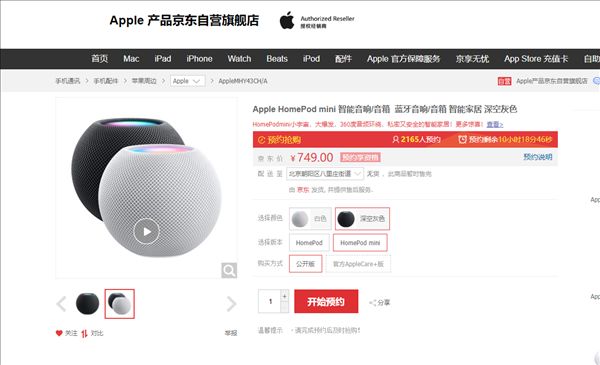 Apple 产品京东自营旗舰店
Authorized Reseller
授权经销商
首页 Mac iPad iPhone Watch Beats iPod 配件 Apple 官方保障服务 京享无忧 App Store 充值卡 自助
手机通讯 > 手机配件 > 苹果周边 > Apple > AppleMHY43CH/A
自营 Apple产品京东自营旗舰店
Apple HomePod mini 智能音响/音箱 蓝牙音响/音箱 智能家居 深空灰色
HomePodmini小宇宙，大爆发，360度音频环绕，私密又安全的智能家居！更多惊喜！查看>
预约抢购 2165人预约 预约剩余10小时18分46秒
京 东 价 ￥749.00 预约享资格 预约说明
配 送 至 北京朝阳区八里庄街道 无货 ，此商品暂时售完
由 京东 发货, 并提供售后服务.
选择颜色 白色 深空灰色
选择版本 HomePod HomePod mini
购买方式 公开版 官方AppleCare+版
1 + - 开始预约 分享
关注 对比 举报
温馨提示 · 请完成预约后及时抢购！